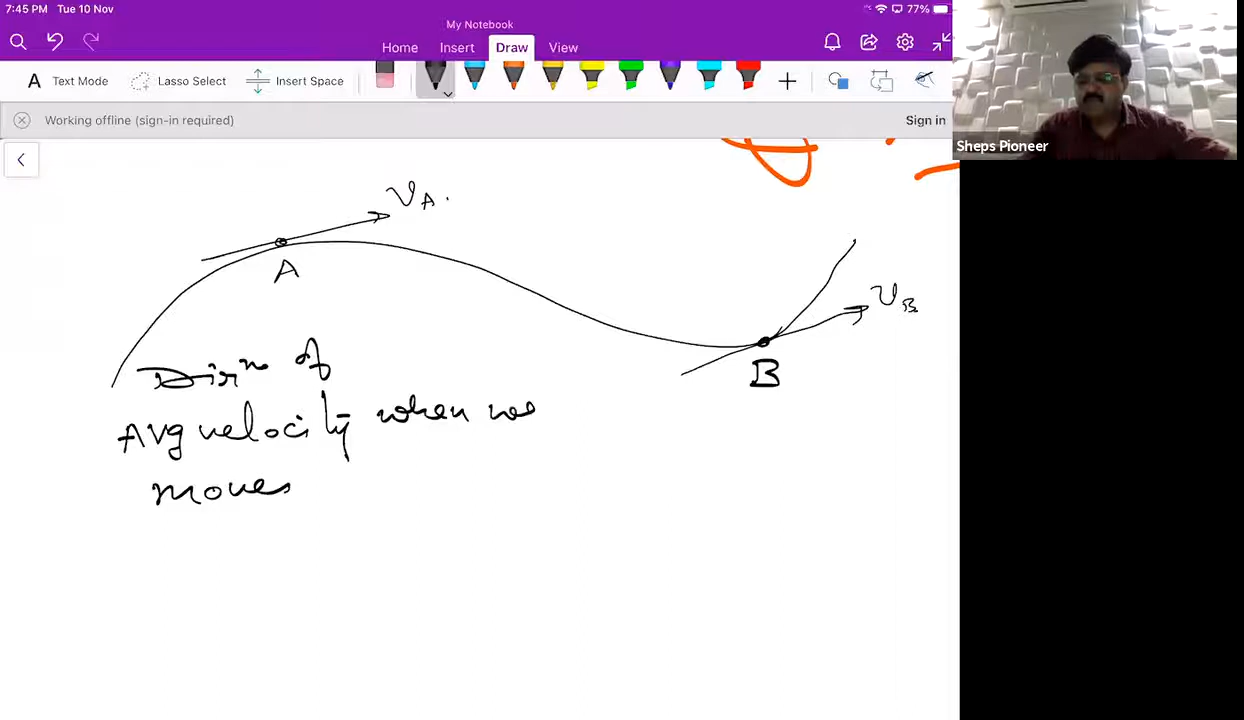 7:45 PM Tue 10 Nov
77%
My Notebook
Home Insert Draw View
A Text Mode Lasso Select Insert Space
Working offline (sign-in required) Sign in
Sheps Pioneer
VA.
A
VB
B
Dirn of
Avg velocity when
moves